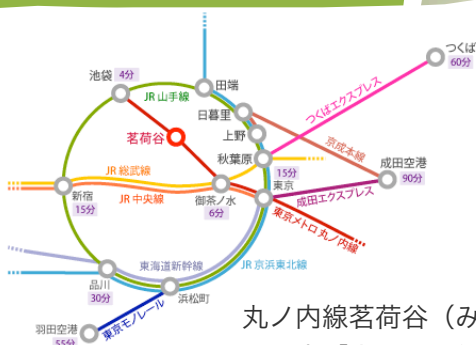 つくば
60分
池袋 4分
田端
JR 山手線
日暮里
つくばエクスプレス
茗荷谷
上野
京成本線
秋葉原
JR 総武線
15分
成田空港
90分
東京
成田エクスプレス
新宿
15分
JR 中央線
御茶ノ水
6分
東京メトロ 丸ノ内線
東海道新幹線
JR 京浜東北線
品川
30分
浜松町
羽田空港
55分
東京モノレール
丸ノ内線茗荷谷（み